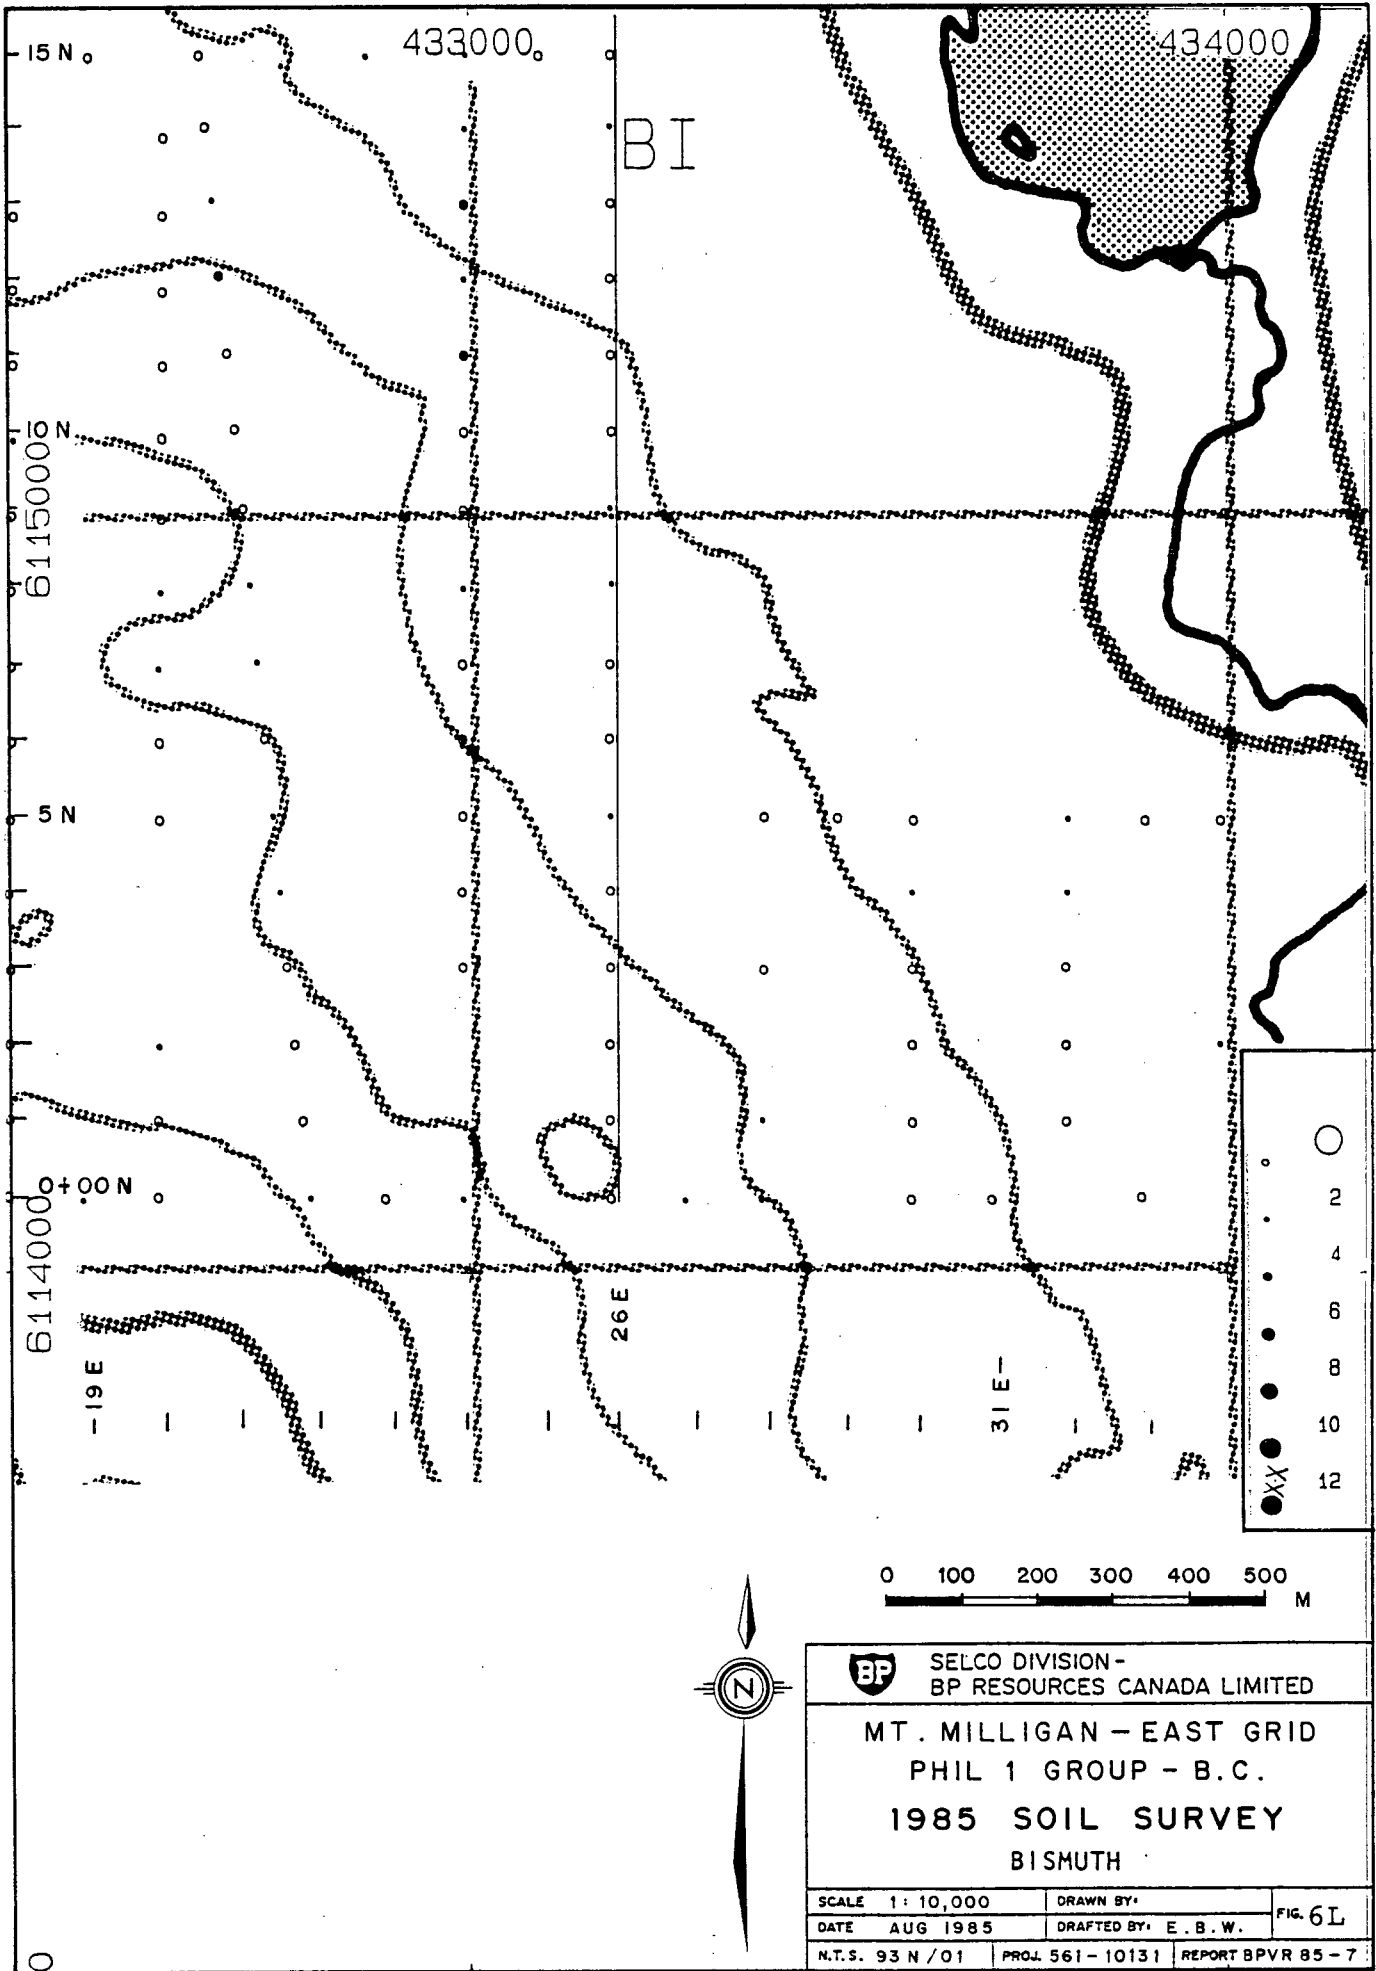 15 N
433000
434000
BI
10 N
6115000
5 N
0+00 N
6114000
19 E
26 E
31 E
0
2
4
6
8
10
12
XX
0 100 200 300 400 500 M
N
BP
SELCO DIVISION-
BP RESOURCES CANADA LIMITED
MT. MILLIGAN - EAST GRID
PHIL 1 GROUP - B.C.
1985 SOIL SURVEY
BISMUTH
SCALE 1 : 10,000
DRAWN BY:
FIG. 6L
DATE AUG 1985
DRAFTED BY: E.B.W.
N.T.S. 93 N/01
PROJ. 561-10131
REPORT BPVR 85-7
0